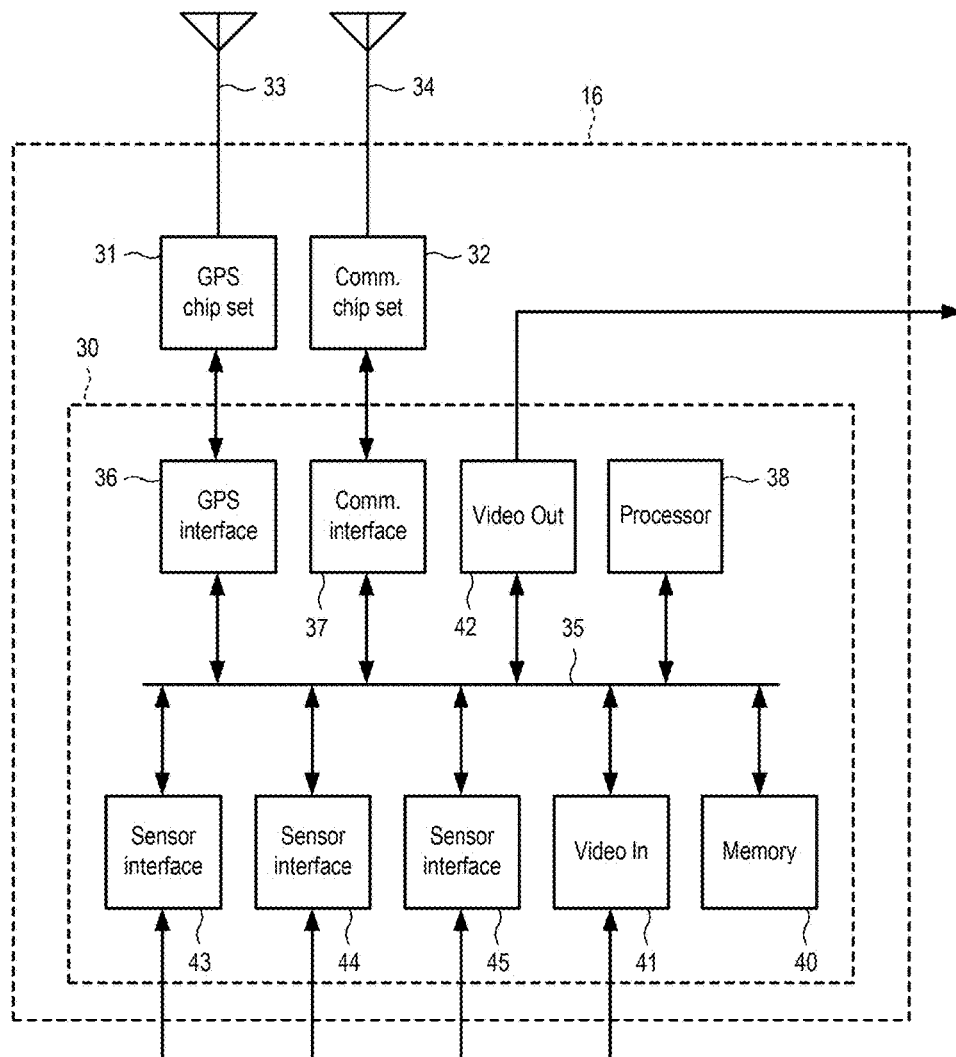 33
34
16
31
GPS
chip set
Comm.
chip set
32
30
36
GPS
interface
Comm.
interface
Video Out
Processor
38
37
42
35
Sensor
interface
Sensor
interface
Sensor
interface
Video In
Memory
43
44
45
41
40